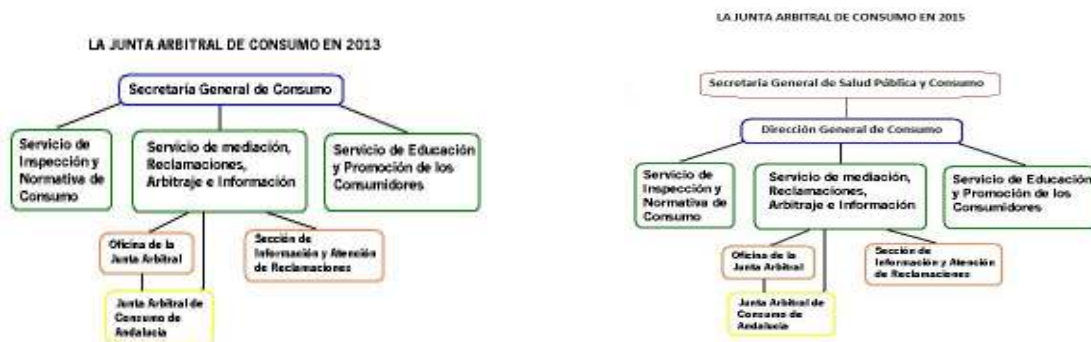 LA JUNTA ARBITRAL DE CONSUMO EN 2013
Secretaría General de Consumo
Servicio de
Inspección y
Normativa de
Consumo
Servicio de mediación,
Reclamaciones,
Arbitraje e Información
Servicio de Educación
y Promoción de los
Consumidores
Oficina de la
Junta Arbitral
Sección de
Información y Atención
de Reclamaciones
Junta Arbitral de
Consumo de
Andalucía
LA JUNTA ARBITRAL DE CONSUMO EN 2015
Secretaría General de Salud Pública y Consumo
Dirección General de Consumo
Servicio de
Inspección y
Normativa de
Consumo
Servicio de mediación,
Reclamaciones,
Arbitraje e Información
Servicio de Educación
y Promoción de los
Consumidores
Oficina de la
Junta Arbitral
Sección de
Información y Atención
de Reclamaciones
Junta Arbitral de
Consumo de
Andalucía